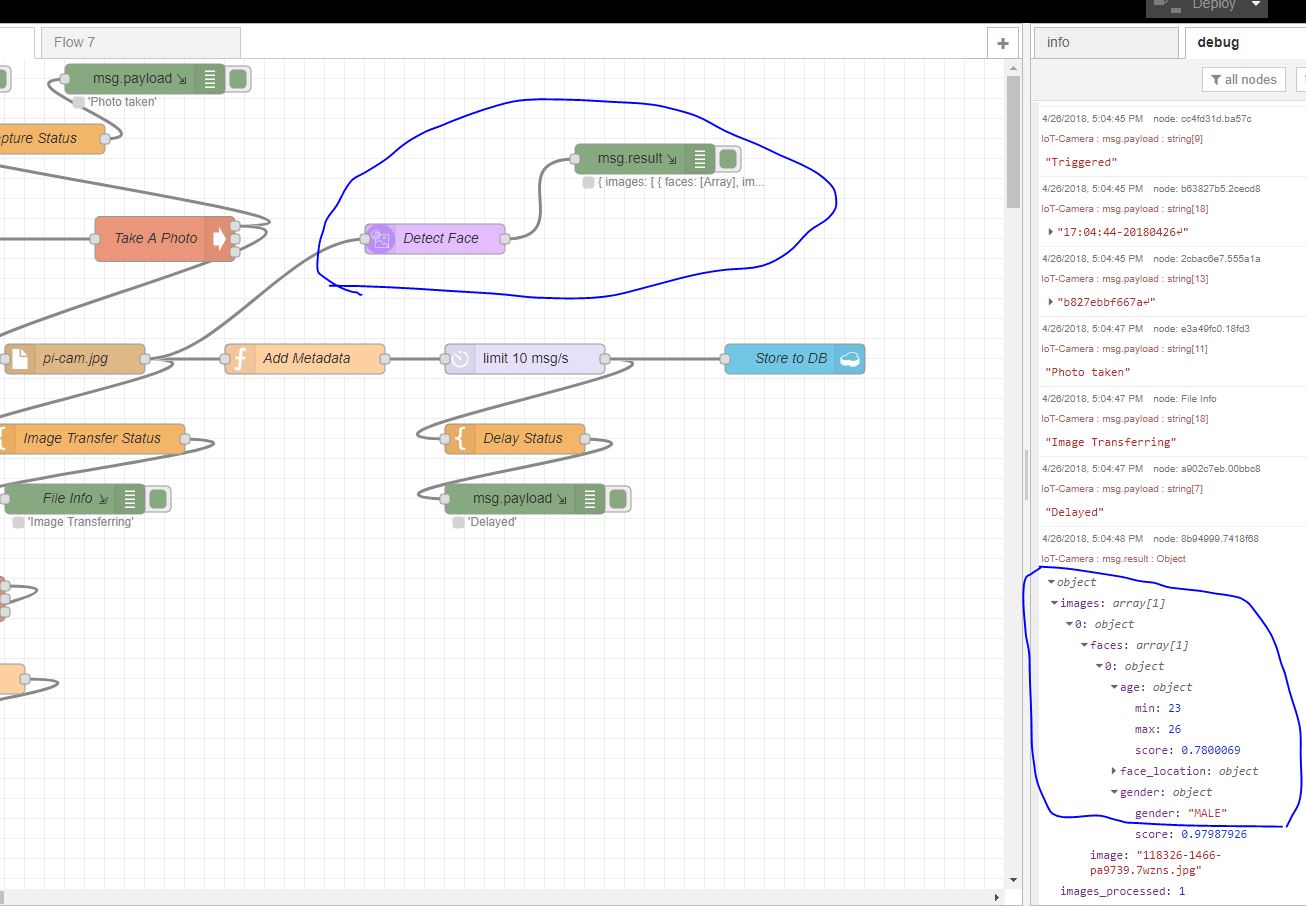 Deploy
Flow 7
+
info
debug
all nodes
msg.payload
'Photo taken'
pture Status
msg.result
{ images: [ { faces: [Array], im...
Take A Photo
Detect Face
pi-cam.jpg
Add Metadata
limit 10 msg/s
Store to DB
Image Transfer Status
Delay Status
File Info
'Image Transferring'
msg.payload
'Delayed'
4/26/2018, 5:04:45 PM node: cc4fd31d.ba57c
IoT-Camera : msg.payload : string[9]
"Triggered"
4/26/2018, 5:04:45 PM node: b63827b5.2cecd8
IoT-Camera : msg.payload : string[18]
"17:04:44-20180426↵"
4/26/2018, 5:04:45 PM node: 2cbac6e7.555a1a
IoT-Camera : msg.payload : string[13]
"b827ebbf667a↵"
4/26/2018, 5:04:47 PM node: e3a49fc0.18fd3
IoT-Camera : msg.payload : string[11]
"Photo taken"
4/26/2018, 5:04:47 PM node: File Info
IoT-Camera : msg.payload : string[18]
"Image Transferring"
4/26/2018, 5:04:47 PM node: a902c7eb.00bbc8
IoT-Camera : msg.payload : string[7]
"Delayed"
4/26/2018, 5:04:48 PM node: 8b94999.7418f68
IoT-Camera : msg.result : Object
object
images: array[1]
0: object
faces: array[1]
0: object
age: object
min: 23
max: 26
score: 0.7800069
face_location: object
gender: object
gender: "MALE"
score: 0.97987926
image: "118326-1466-
pa9739.7wzns.jpg"
images_processed: 1